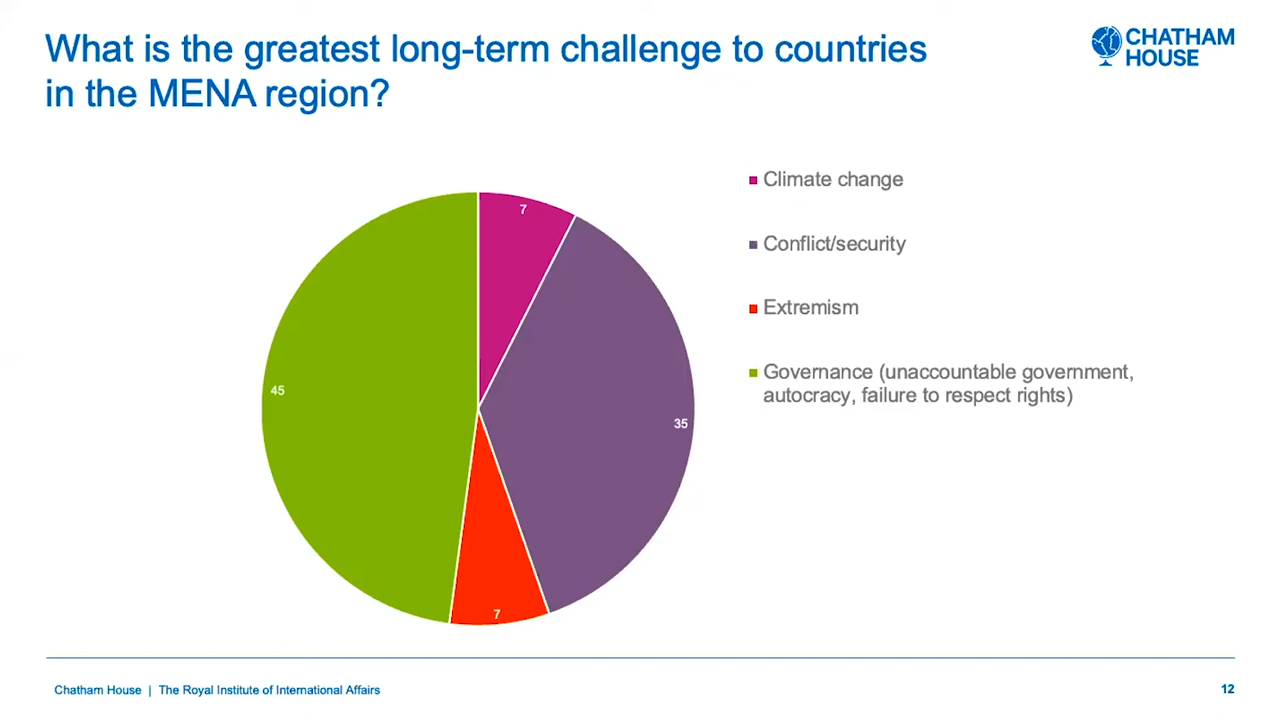 What is the greatest long-term challenge to countries
in the MENA region?
CHATHAM
HOUSE
Climate change
Conflict/security
Extremism
Governance (unaccountable government,
autocracy, failure to respect rights)
7
35
7
45
Chatham House | The Royal Institute of International Affairs
12